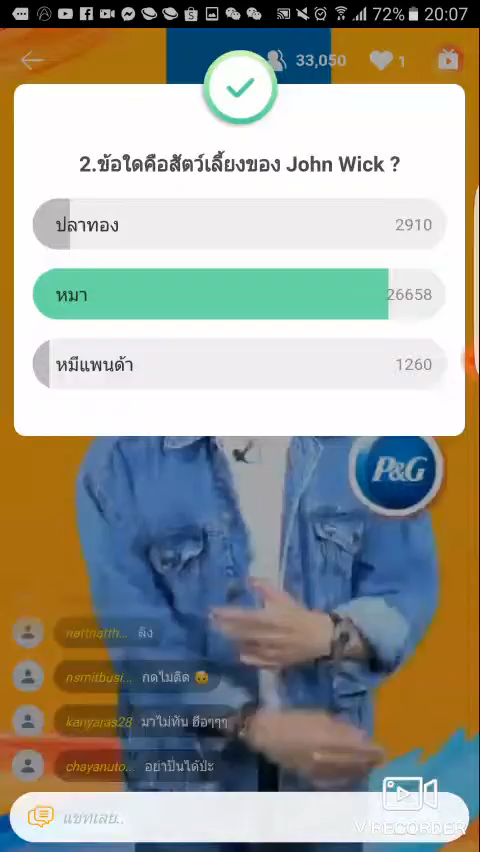 72% 20:07
33,050 1
2.ข้อใดคือสัตว์เลี้ยงของ John Wick ?
ปลาทอง 2910
หมา 26658
หมีแพนด้า 1260
P&G
nattnatth... ลิง
nsmitbusi... กดไม่ติด
kanyaras28 มาไม่ทัน ฮือๆๆๆ
chayanuto... อย่าปั่นได้ป่ะ
แชทเลย..
V RECORDER